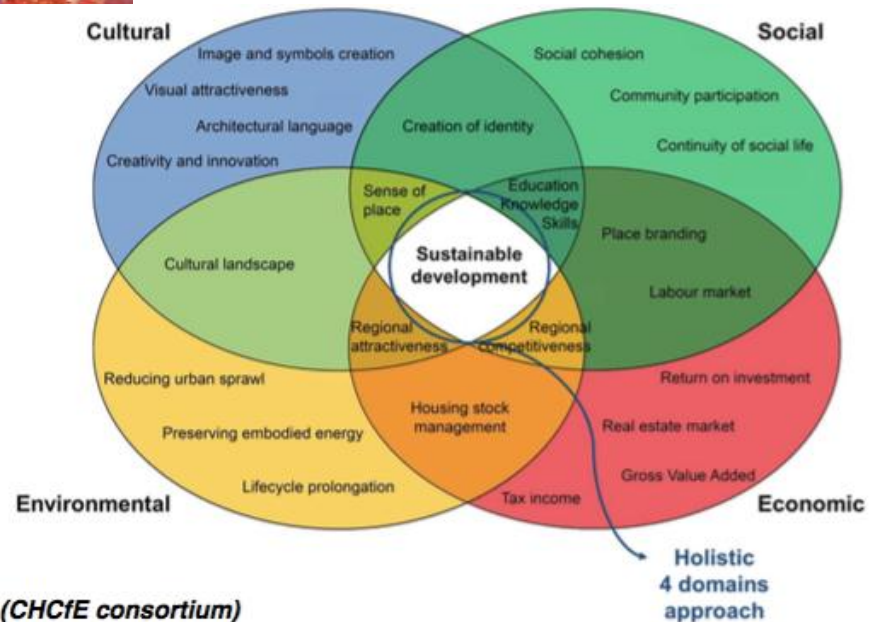 Cultural
Social
Image and symbols creation
Social cohesion
Visual attractiveness
Community participation
Architectural language
Creation of identity
Continuity of social life
Creativity and innovation
Sense of
place
Education
Knowledge
Skills
Place branding
Cultural landscape
Sustainable
development
Labour market
Regional
attractiveness
Regional
competitiveness
Reducing urban sprawl
Return on investment
Housing stock
management
Preserving embodied energy
Real estate market
Lifecycle prolongation
Gross Value Added
Tax income
Environmental
Economic
Holistic
4 domains
approach
(CHCfE consortium)